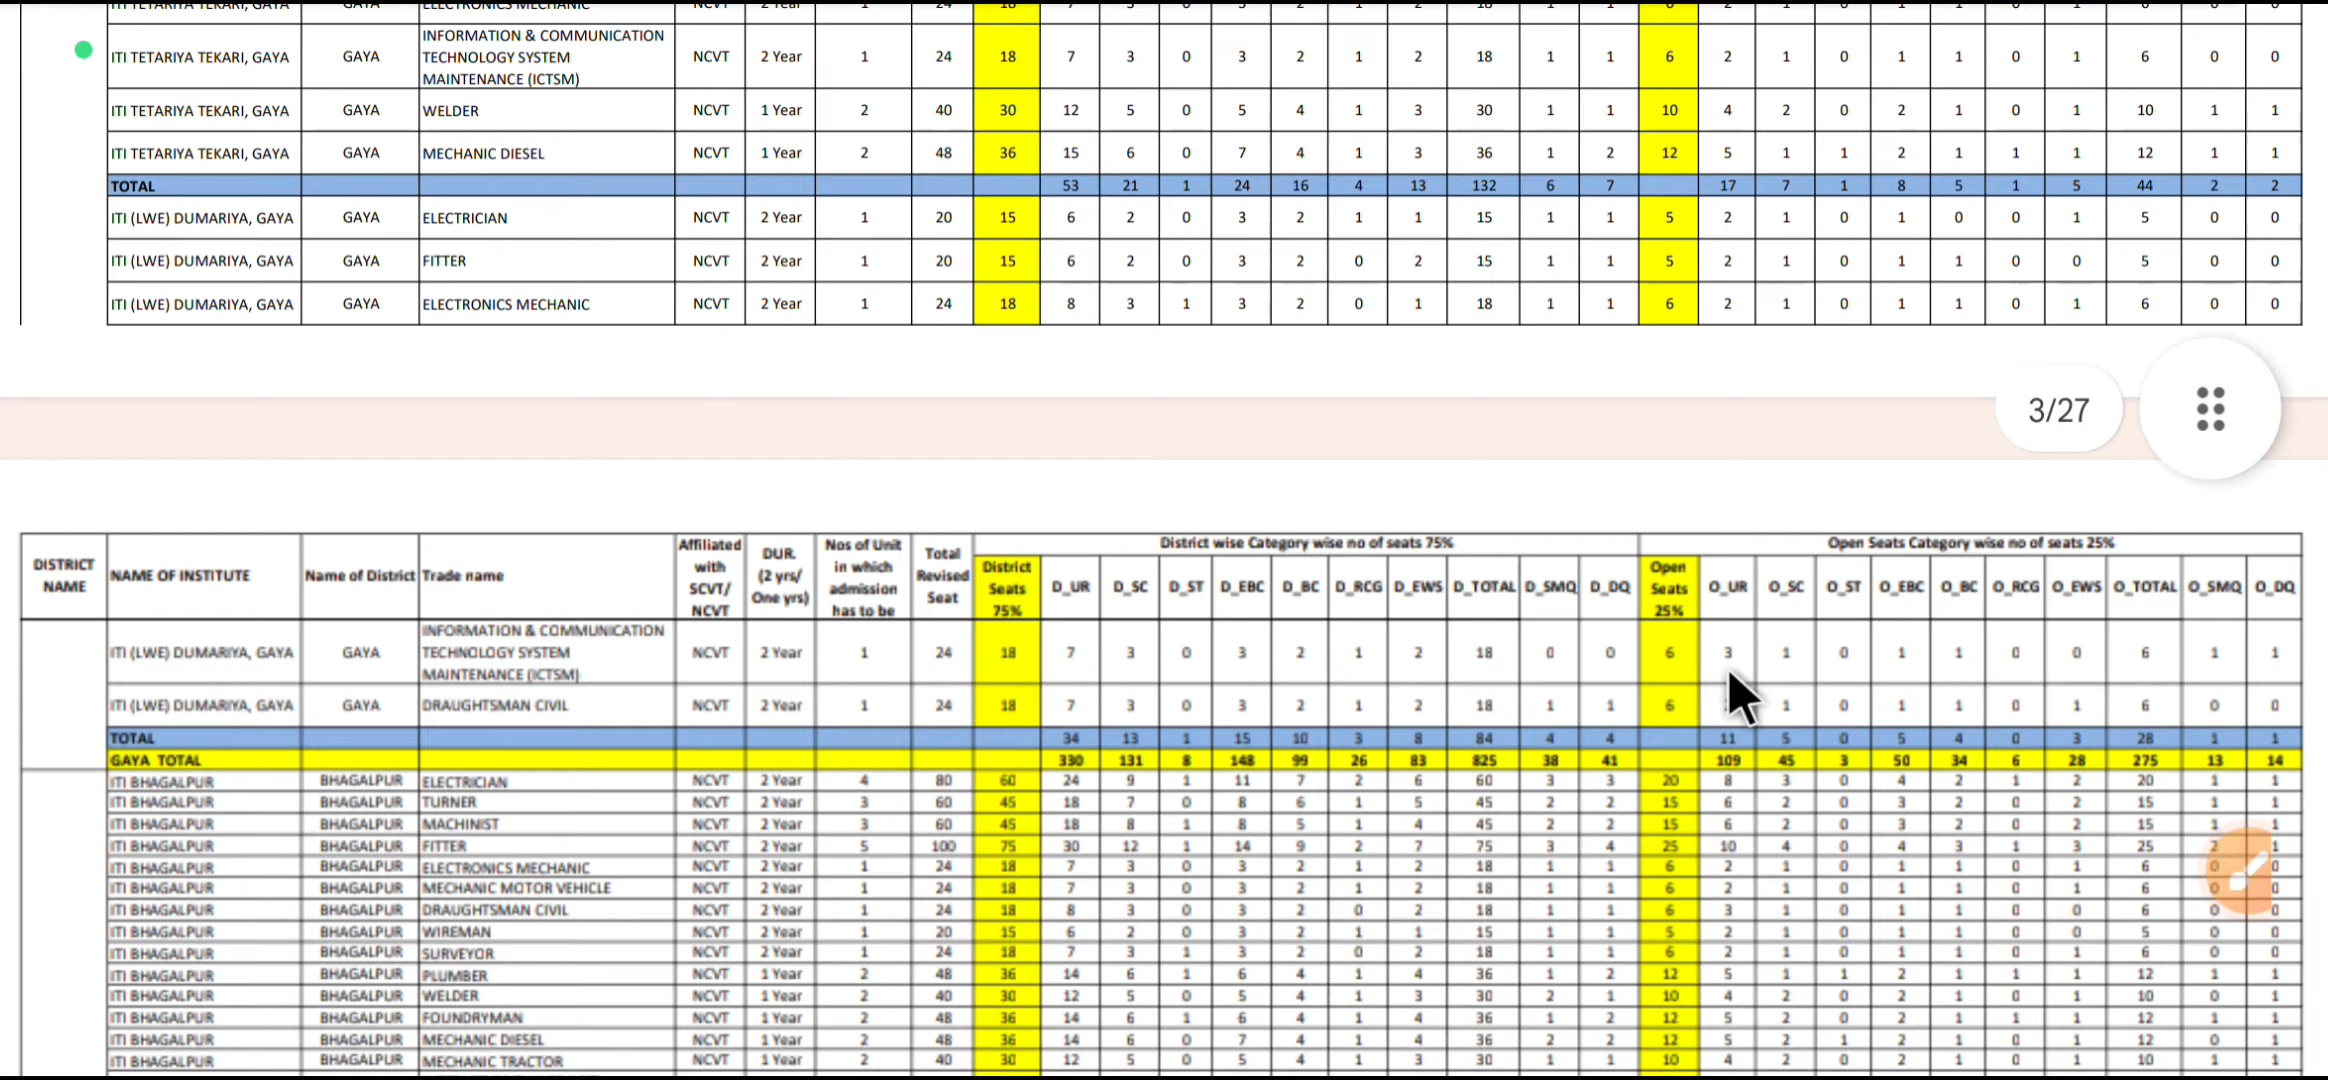 INFORMATION & COMMUNICATION
ITI TETARIYA TEKARI, GAYA GAYA TECHNOLOGY SYSTEM NCVT 2 Year 1 24 18 7 3 0 3 2 1 2 18 1 1 6 2 1 0 1 1 0 1 6 0 0
MAINTENANCE (ICTSM)
ITI TETARIYA TEKARI, GAYA GAYA WELDER NCVT 1 Year 2 40 30 12 5 0 5 4 1 3 30 1 1 10 4 2 0 2 1 0 1 10 1 1
ITI TETARIYA TEKARI, GAYA GAYA MECHANIC DIESEL NCVT 1 Year 2 48 36 15 6 0 7 4 1 3 36 1 2 12 5 1 1 2 1 1 1 12 1 1
TOTAL 53 21 1 24 16 4 13 132 6 7 17 7 1 8 5 1 5 44 2 2
ITI (LWE) DUMARIYA, GAYA GAYA ELECTRICIAN NCVT 2 Year 1 20 15 6 2 0 3 2 1 1 15 1 1 5 2 1 0 1 0 0 1 5 0 0
ITI (LWE) DUMARIYA, GAYA GAYA FITTER NCVT 2 Year 1 20 15 6 2 0 3 2 0 2 15 1 1 5 2 1 0 1 1 0 0 5 0 0
ITI (LWE) DUMARIYA, GAYA GAYA ELECTRONICS MECHANIC NCVT 2 Year 1 24 18 8 3 1 3 2 0 1 18 1 1 6 2 1 0 1 1 0 1 6 0 0
3/27
DISTRICT NAME NAME OF INSTITUTE Name of District Trade name Affiliated with SCVT/ NCVT DUR. (2 yrs/ One yrs) Nos of Unit in which admission has to be Total Revised Seat District wise Category wise no of seats 75% Open Seats Category wise no of seats 25%
District Seats 75% D_UR D_SC D_ST D_EBC D_BC D_RCG D_EWS D_TOTAL D_SMQ D_DQ Open Seats 25% O_UR O_SC O_ST O_EBC O_BC O_RCG O_EWS O_TOTAL O_SMQ O_DQ
INFORMATION & COMMUNICATION
ITI (LWE) DUMARIYA, GAYA GAYA TECHNOLOGY SYSTEM NCVT 2 Year 1 24 18 7 3 0 3 2 1 2 18 0 0 6 3 1 0 1 1 0 0 6 1 1
MAINTENANCE (ICTSM)
ITI (LWE) DUMARIYA, GAYA GAYA DRAUGHTSMAN CIVIL NCVT 2 Year 1 24 18 7 3 0 3 2 1 2 18 1 1 6 1 0 1 1 0 1 6 0 0
TOTAL 34 13 1 15 10 3 8 84 4 4 11 5 0 5 4 0 3 28 1 1
GAYA TOTAL 330 131 8 148 99 26 83 825 38 41 109 45 3 50 34 6 28 275 13 14
ITI BHAGALPUR BHAGALPUR ELECTRICIAN NCVT 2 Year 4 80 60 24 9 1 11 7 2 6 60 3 3 20 8 3 0 4 2 1 2 20 1 1
ITI BHAGALPUR BHAGALPUR TURNER NCVT 2 Year 3 60 45 18 7 0 8 6 1 5 45 2 2 15 6 2 0 3 2 0 2 15 1 1
ITI BHAGALPUR BHAGALPUR MACHINIST NCVT 2 Year 3 60 45 18 8 1 8 5 1 4 45 2 2 15 6 2 0 3 2 0 2 15 1 1
ITI BHAGALPUR BHAGALPUR FITTER NCVT 2 Year 5 100 75 30 12 1 14 9 2 7 75 3 4 25 10 4 0 4 3 1 3 25 2 1
ITI BHAGALPUR BHAGALPUR ELECTRONICS MECHANIC NCVT 2 Year 1 24 18 7 3 0 3 2 1 2 18 1 1 6 2 1 0 1 1 0 1 6 0 0
ITI BHAGALPUR BHAGALPUR MECHANIC MOTOR VEHICLE NCVT 2 Year 1 24 18 7 3 0 3 2 1 2 18 1 1 6 2 1 0 1 1 0 1 6 0 0
ITI BHAGALPUR BHAGALPUR DRAUGHTSMAN CIVIL NCVT 2 Year 1 24 18 8 3 0 3 2 0 2 18 1 1 6 3 1 0 1 1 0 0 6 0 0
ITI BHAGALPUR BHAGALPUR WIREMAN NCVT 2 Year 1 20 15 6 2 0 3 2 1 1 15 1 1 5 2 1 0 1 1 0 0 5 0 0
ITI BHAGALPUR BHAGALPUR SURVEYOR NCVT 2 Year 1 24 18 7 3 1 3 2 0 2 18 1 1 6 2 1 0 1 1 0 1 6 0 0
ITI BHAGALPUR BHAGALPUR PLUMBER NCVT 1 Year 2 48 36 14 6 1 6 4 1 4 36 1 2 12 5 1 1 2 1 1 1 12 1 1
ITI BHAGALPUR BHAGALPUR WELDER NCVT 1 Year 2 40 30 12 5 0 5 4 1 3 30 2 1 10 4 2 0 2 1 0 1 10 0 1
ITI BHAGALPUR BHAGALPUR FOUNDRYMAN NCVT 1 Year 2 48 36 14 6 1 6 4 1 4 36 1 2 12 5 2 0 2 1 1 1 12 1 1
ITI BHAGALPUR BHAGALPUR MECHANIC DIESEL NCVT 1 Year 2 48 36 14 6 0 7 4 1 4 36 2 2 12 5 2 1 2 1 0 1 12 0 1
ITI BHAGALPUR BHAGALPUR MECHANIC TRACTOR NCVT 1 Year 2 40 30 12 5 0 5 4 1 3 30 1 1 10 4 2 0 2 1 0 1 10 1 1